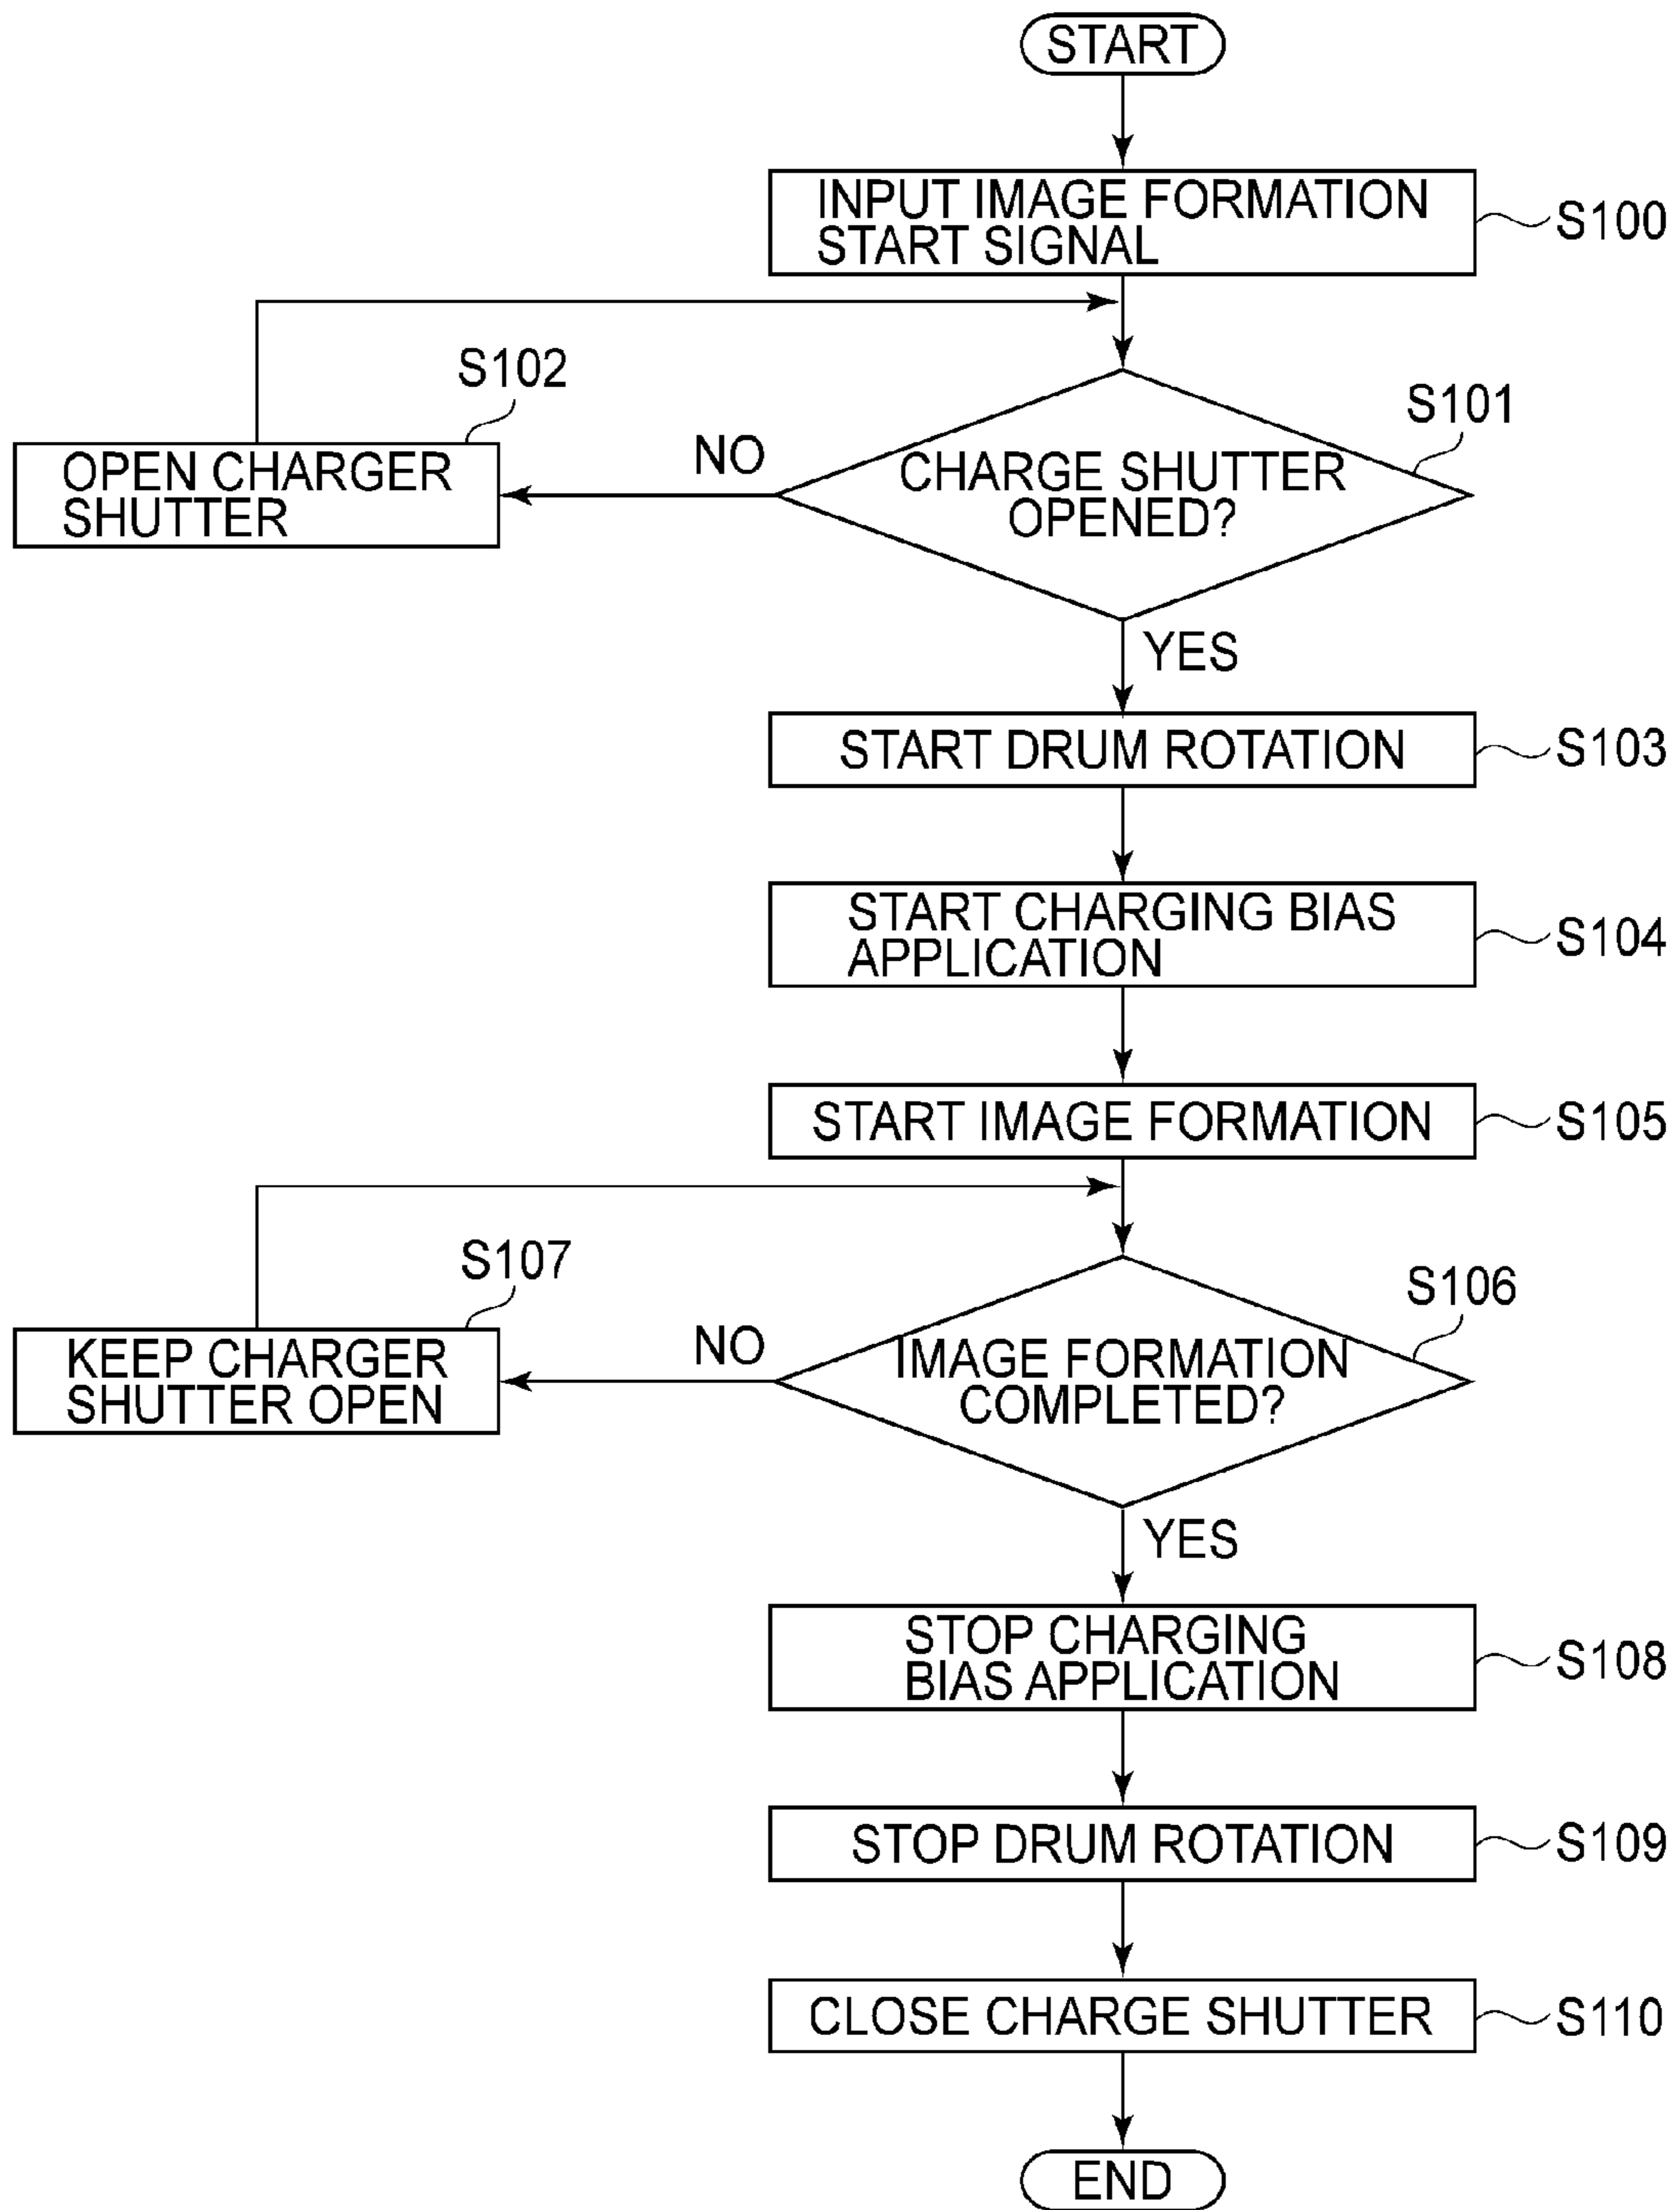 START
INPUT IMAGE FORMATION
START SIGNAL
S100
S102
S101
OPEN CHARGER
SHUTTER
NO
CHARGE SHUTTER
OPENED?
YES
START DRUM ROTATION
S103
START CHARGING BIAS
APPLICATION
S104
START IMAGE FORMATION
S105
S107
S106
KEEP CHARGER
SHUTTER OPEN
NO
IMAGE FORMATION
COMPLETED?
YES
STOP CHARGING
BIAS APPLICATION
S108
STOP DRUM ROTATION
S109
CLOSE CHARGE SHUTTER
S110
END